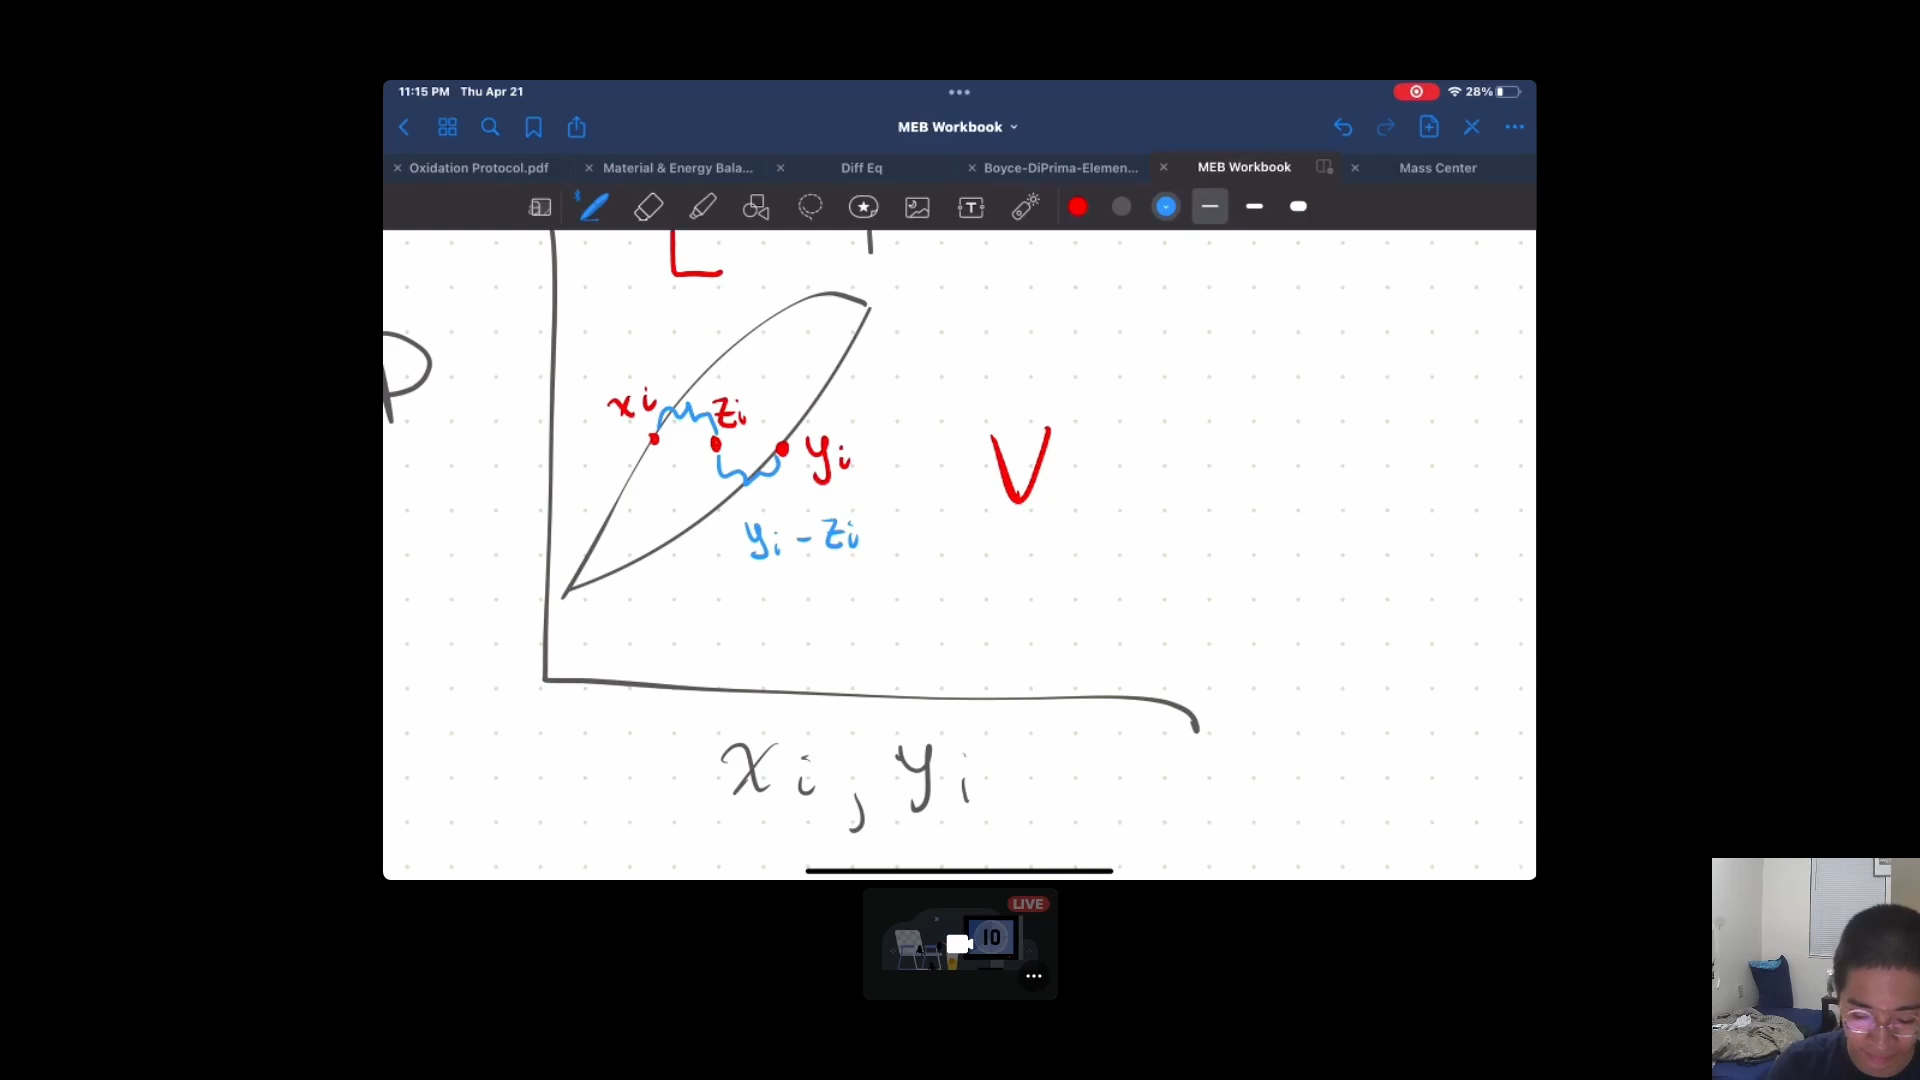 11:15 PM Thu Apr 21
28%
MEB Workbook
Oxidation Protocol.pdf
Material & Energy Bala...
Diff Eq
Boyce-DiPrima-Elemen...
MEB Workbook
Mass Center
T
L
P
xi
zi
yi
V
yi - zi
xi, yi
LIVE
10